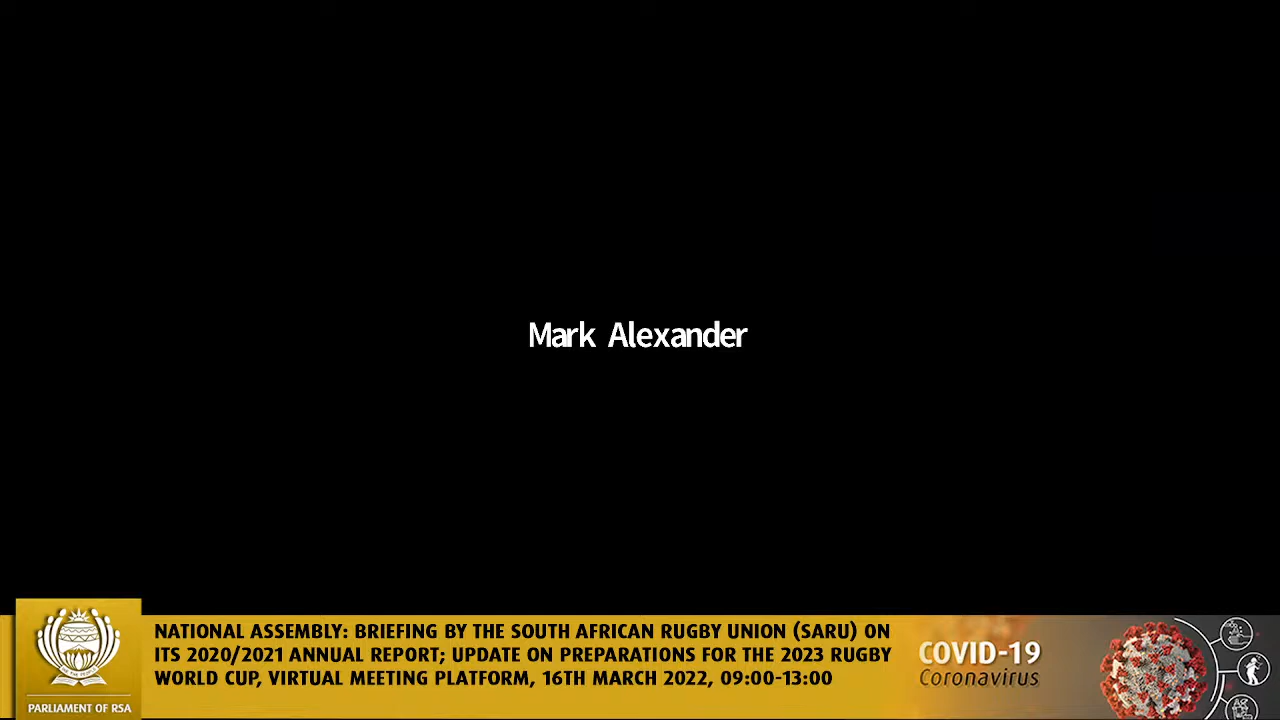 Mark Alexander
NATIONAL ASSEMBLY: BRIEFING BY THE SOUTH AFRICAN RUGBY UNION (SARU) ON
ITS 2020/2021 ANNUAL REPORT; UPDATE ON PREPARATIONS FOR THE 2023 RUGBY
WORLD CUP, VIRTUAL MEETING PLATFORM, 16TH MARCH 2022, 09:00-13:00
PARLIAMENT OF RSA
COVID-19
Coronavirus